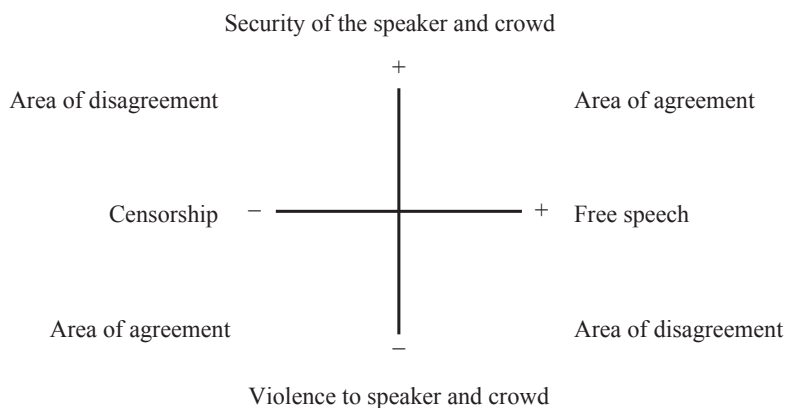 Security of the speaker and crowd
+
Area of disagreement
Area of agreement
Censorship
–
+
Free speech
Area of agreement
Area of disagreement
–
Violence to speaker and crowd